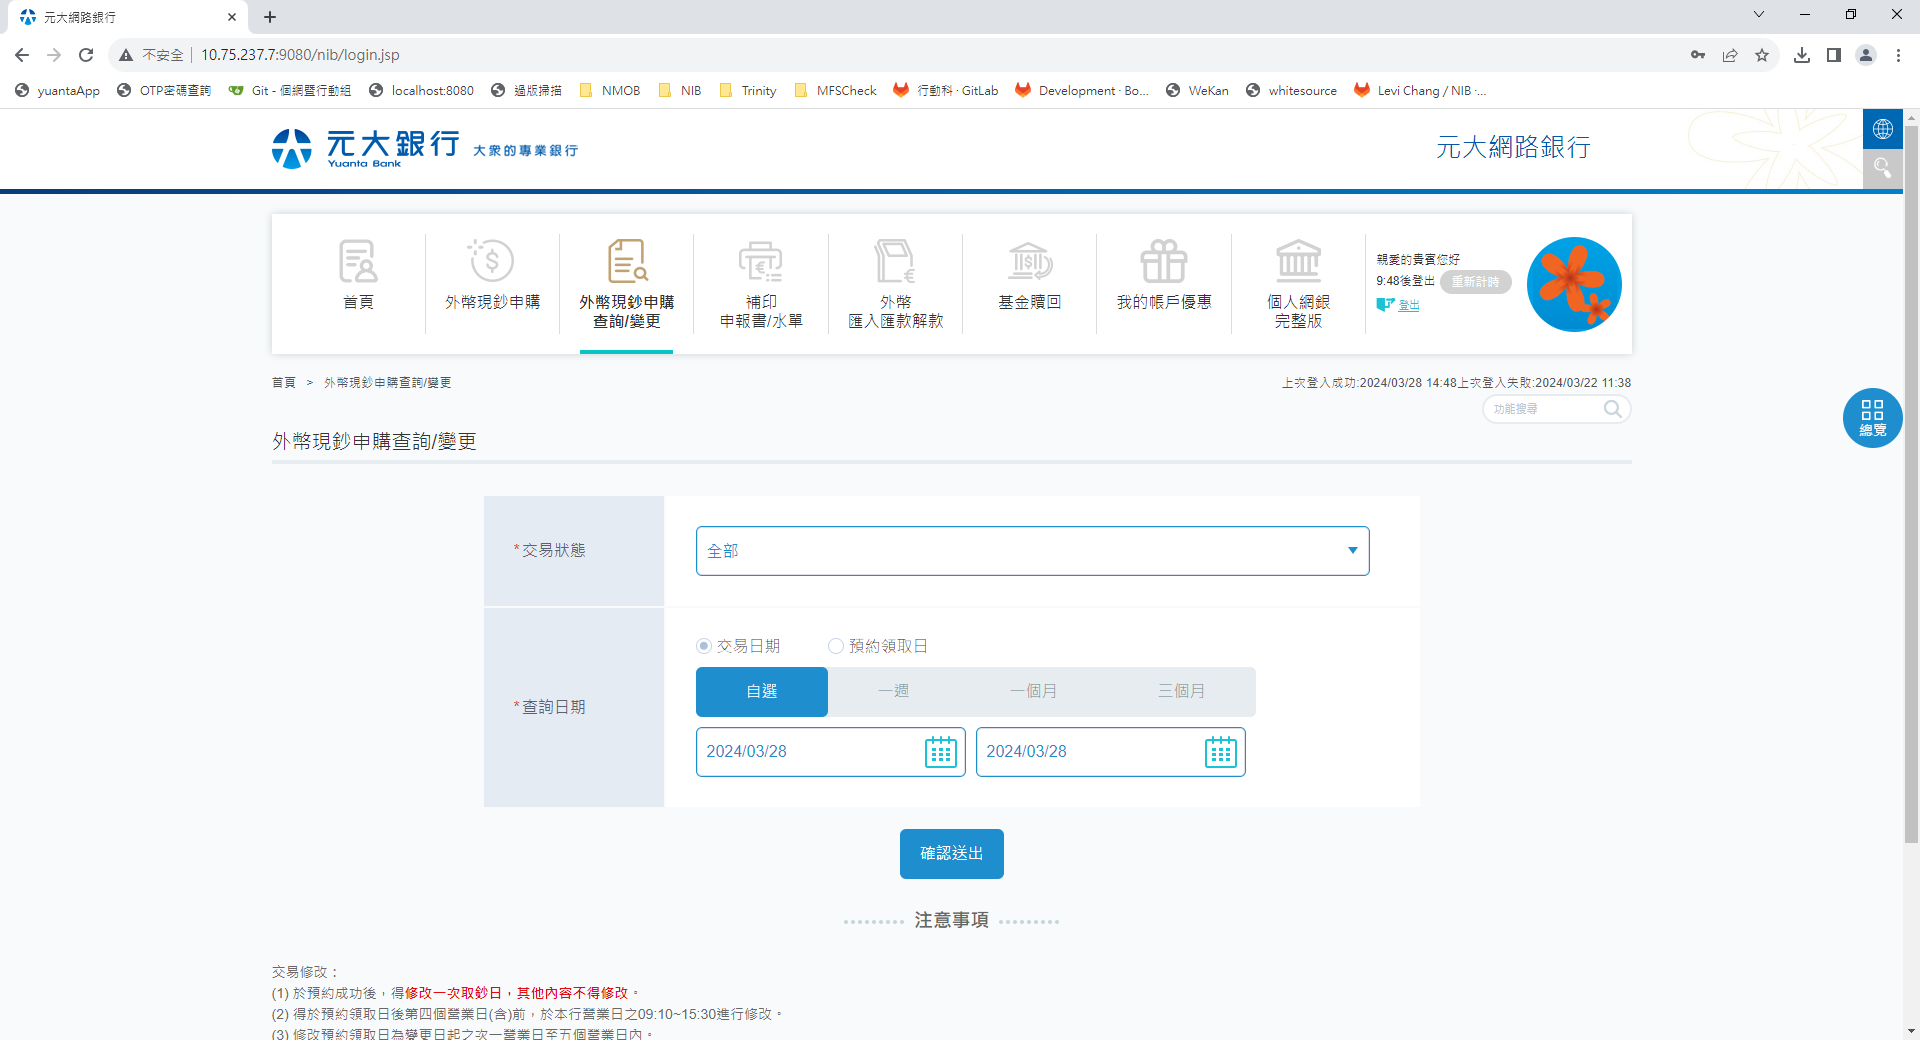 元大網路銀行
不安全 10.75.237.7:9080/nib/login.jsp
yuantaApp OTP密碼查詢 Git - 個網暨行動組 localhost:8080 過版掃描 NMOB NIB Trinity MFSCheck 行動科 · GitLab Development · Bo... WeKan whitesource Levi Chang / NIB ·...
元大銀行 大眾的專業銀行
Yuanta Bank
元大網路銀行
首頁
外幣現鈔申購
外幣現鈔申購
查詢/變更
補印
申報書/水單
外幣
匯入匯款解款
基金贖回
我的帳戶優惠
個人網銀
完整版
親愛的貴賓您好
9:48後登出 重新計時
登出
首頁 > 外幣現鈔申購查詢/變更
上次登入成功:2024/03/28 14:48上次登入失敗:2024/03/22 11:38
功能搜尋
總覽
外幣現鈔申購查詢/變更
*交易狀態
全部
*查詢日期
交易日期 預約領取日
自選 一週 一個月 三個月
2024/03/28 2024/03/28
確認送出
注意事項
交易修改：
(1) 於預約成功後，得修改一次取鈔日，其他內容不得修改。
(2) 得於預約領取日後第四個營業日(含)前，於本行營業日之09:10~15:30進行修改。
(3) 修改預約領取日為變更日起之次一營業日至五個營業日內。